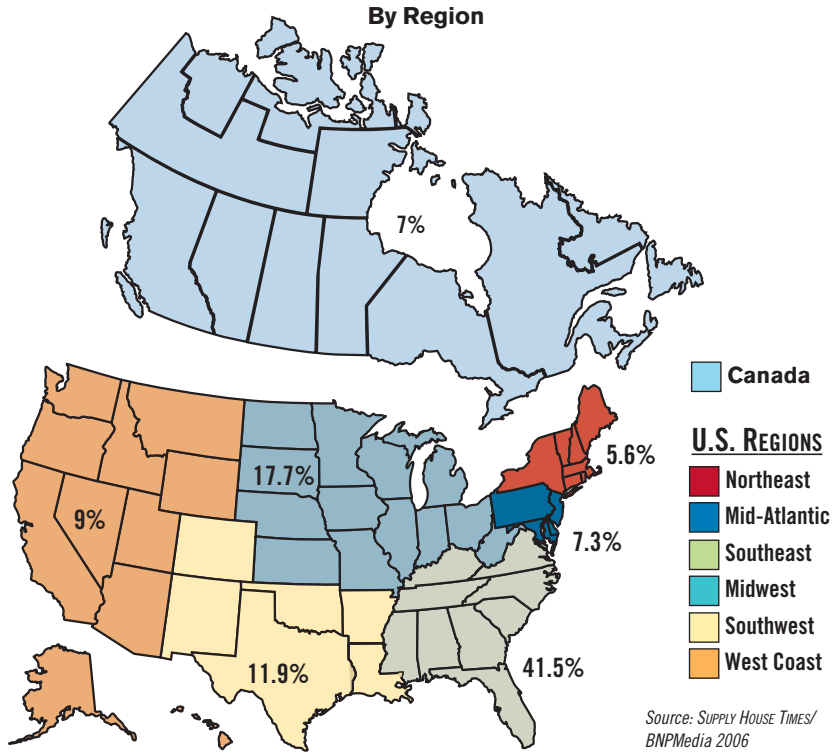 By Region
7%
Canada
U.S. REGIONS
5.6%
Northeast
17.7%
Mid-Atlantic
9%
7.3%
Southeast
Midwest
Southwest
11.9%
41.5%
West Coast
Source: SUPPLY HOUSE TIMES/
BNPMedia 2006